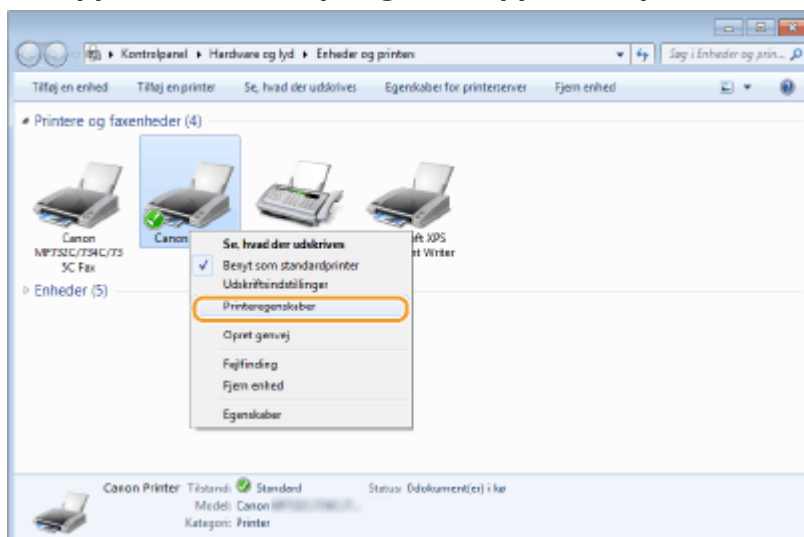 Kontrolpanel ▸ Hardware og lyd ▸ Enheder og printere
Søg i Enheder og prin...
Tilføj en enhed Tilføj en printer Se, hvad der udskrives Egenskaber for printerserver Fjern enhed
Printere og faxenheder (4)
Canon
MF732C/734C/73
5C Fax
Canon
XPS
Writer
Se, hvad der udskrives
Benyt som standardprinter
Udskriftsindstillinger
Printeregenskaber
Opret genvej
Fejlfinding
Fjern enhed
Egenskaber
Enheder (5)
Canon Printer Tilstand: Standard Status: 0dokument(er) i kø
Model: Canon
Kategori: Printer